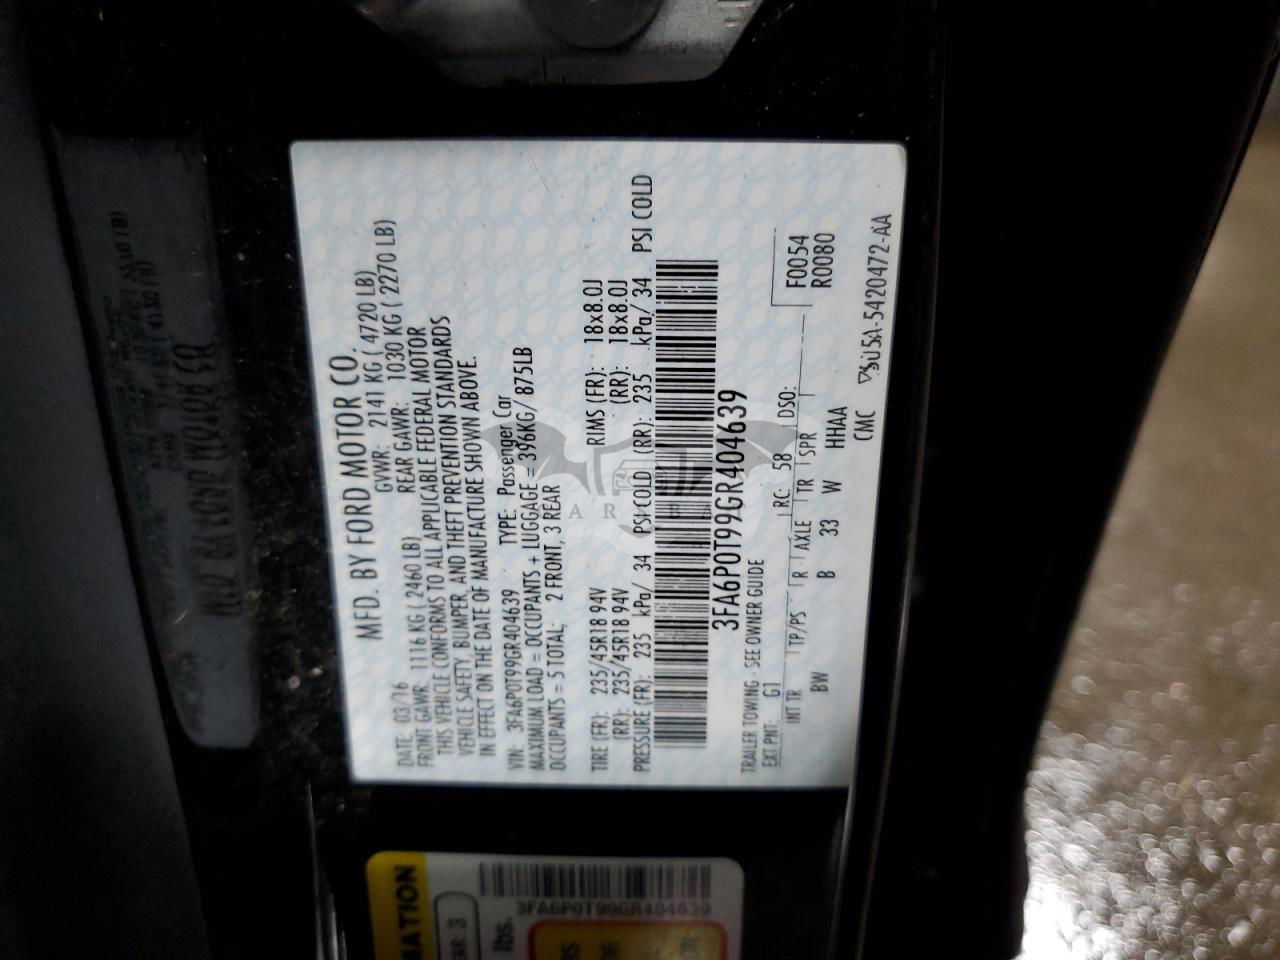 MFD. BY FORD MOTOR CO.
DATE: 03/16 GVWR: 2141 KG ( 4720 LB)
FRONT GAWR: 1116 KG ( 2460 LB) REAR GAWR: 1030 KG ( 2270 LB)
THIS VEHICLE CONFORMS TO ALL APPLICABLE FEDERAL MOTOR
VEHICLE SAFETY, BUMPER, AND THEFT PREVENTION STANDARDS
IN EFFECT ON THE DATE OF MANUFACTURE SHOWN ABOVE.
VIN: 3FA6P0T99GR404639 TYPE: Passenger Car
MAXIMUM LOAD = OCCUPANTS + LUGGAGE = 396KG/ 875LB
OCCUPANTS = 5 TOTAL; 2 FRONT, 3 REAR
TIRE (FR): 235/45R18 94V RIMS (FR): 18x8.0J
(RR): 235/45R18 94V (RR): 18x8.0J
PRESSURE (FR): 235 kPa/ 34 PSI COLD (RR): 235 kPa/ 34 PSI COLD
3FA6P0T99GR404639
TRAILER TOWING - SEE OWNER GUIDE
EXT PNT: G1 RC: 58 DSO:
F0054
R0080
INT TR TP/PS R AXLE TR SPR
BW B 33 W HHAA
CMC
5U5A-5420472-AA
3FA6P0T99GR404639
AR: 3
lbs.